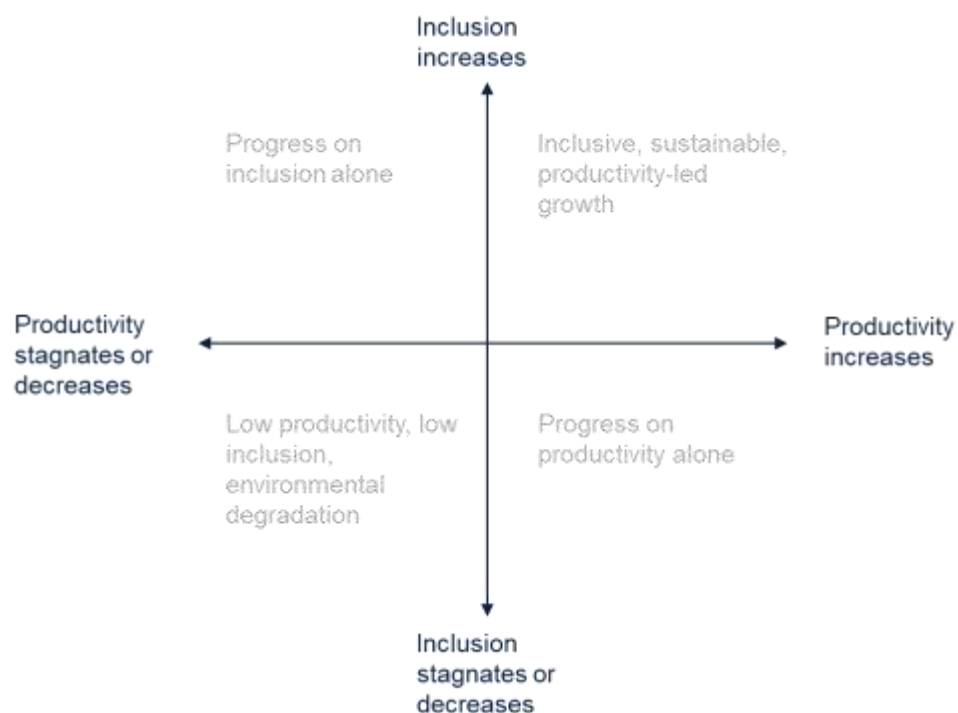 Inclusion
increases
Progress on
inclusion alone
Inclusive, sustainable,
productivity-led
growth
Productivity
stagnates or
decreases
Productivity
increases
Low productivity, low
inclusion,
environmental
degradation
Progress on
productivity alone
Inclusion
stagnates or
decreases